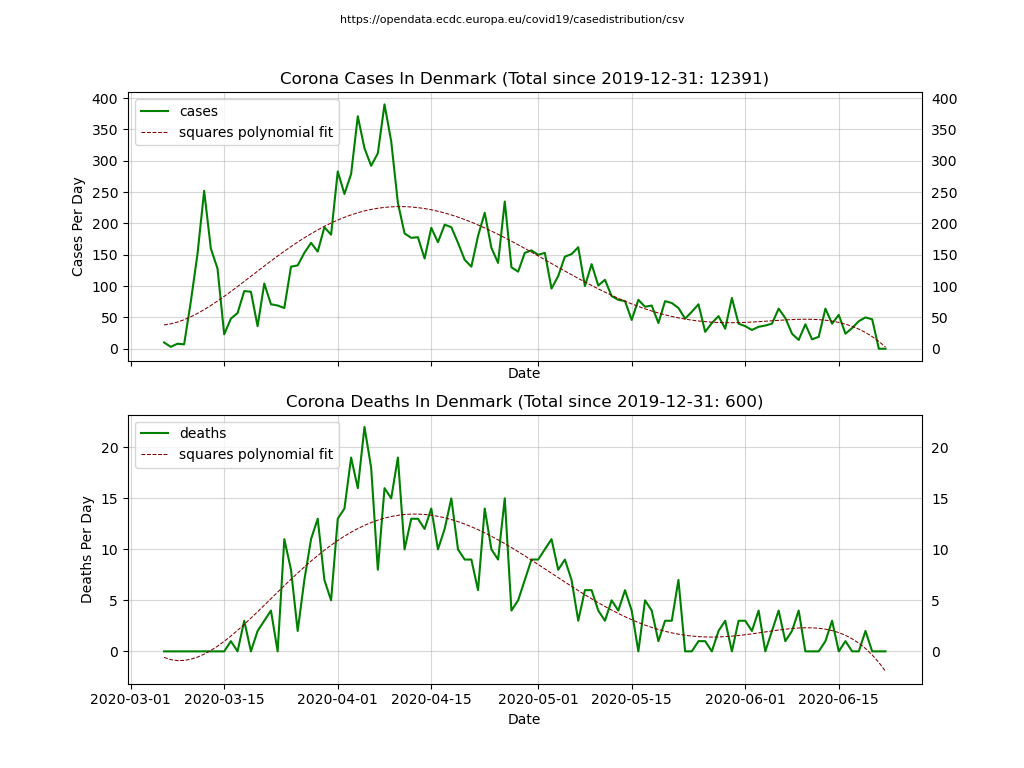 https://opendata.ecdc.europa.eu/covid19/casedistribution/csv
Corona Cases In Denmark (Total since 2019-12-31: 12391)
cases
squares polynomial fit
Cases Per Day
400
350
300
250
200
150
100
50
0
400
350
300
250
200
150
100
50
0
Date
Corona Deaths In Denmark (Total since 2019-12-31: 600)
deaths
squares polynomial fit
Deaths Per Day
20
15
10
5
0
20
15
10
5
0
2020-03-01 2020-03-15 2020-04-01 2020-04-15 2020-05-01 2020-05-15 2020-06-01 2020-06-15
Date